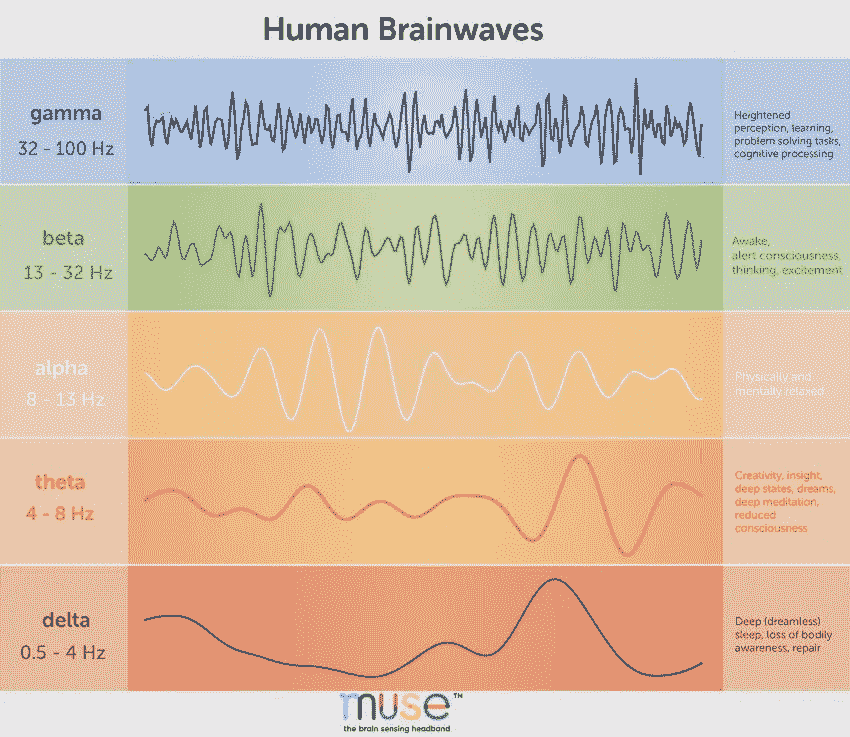 Human Brainwaves
gamma
32 - 100 Hz
Heightened
perception, learning,
problem solving tasks,
cognitive processing
beta
13 - 32 Hz
Awake,
alert consciousness,
thinking, excitement
alpha
8 - 13 Hz
Physically and
mentally relaxed
theta
4 - 8 Hz
Creativity, insight,
deep states, dreams,
deep meditation,
reduced
consciousness
delta
0.5 - 4 Hz
Deep (dreamless)
sleep, loss of bodily
awareness, repair
muse™
the brain sensing headband